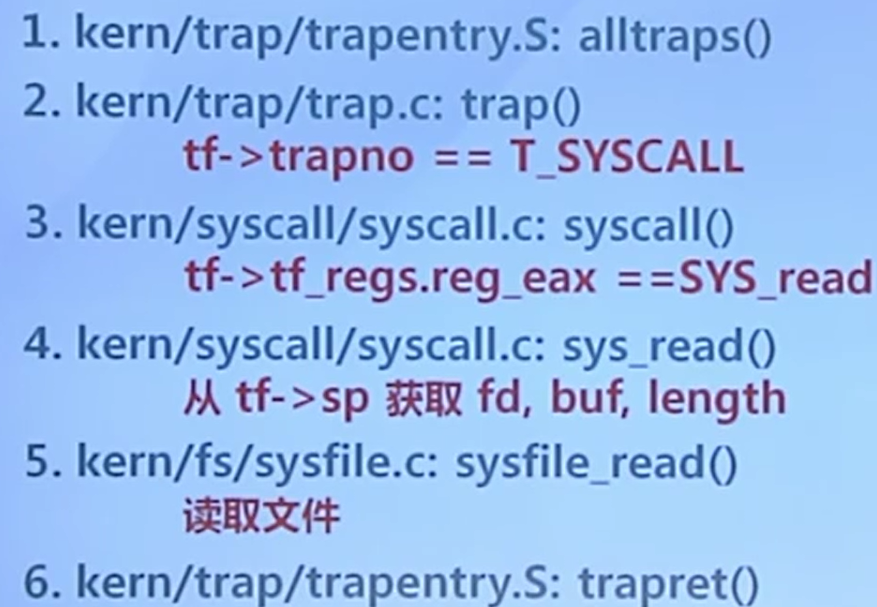 1. kern/trap/trapentry.S: alltraps()
2. kern/trap/trap.c: trap()
tf->trapno == T_SYSCALL
3. kern/syscall/syscall.c: syscall()
tf->tf_regs.reg_eax ==SYS_read
4. kern/syscall/syscall.c: sys_read()
从 tf->sp 获取 fd, buf, length
5. kern/fs/sysfile.c: sysfile_read()
读取文件
6. kern/trap/trapentry.S: trapret()